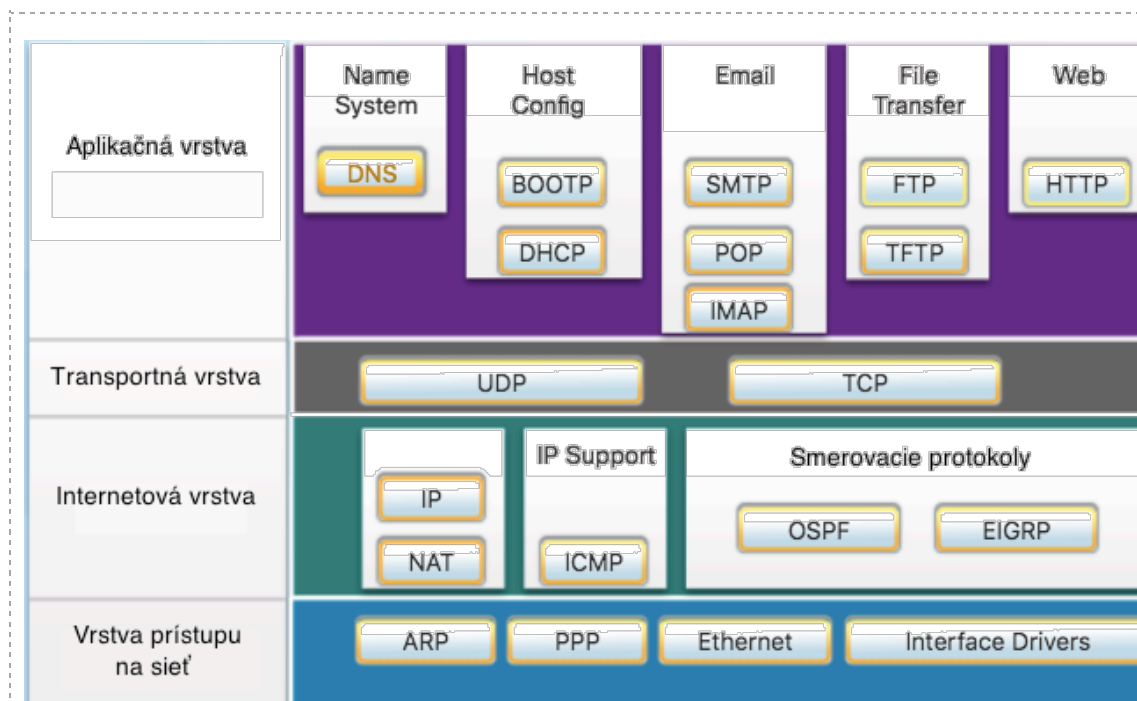 Aplikačná vrstva
Name
System
DNS
Host
Config
BOOTP
DHCP
Email
SMTP
POP
IMAP
File
Transfer
FTP
TFTP
Web
HTTP
Transportná vrstva
UDP
TCP
Internetová vrstva
IP
NAT
IP Support
ICMP
Smerovacie protokoly
OSPF
EIGRP
Vrstva prístupu
na sieť
ARP
PPP
Ethernet
Interface Drivers